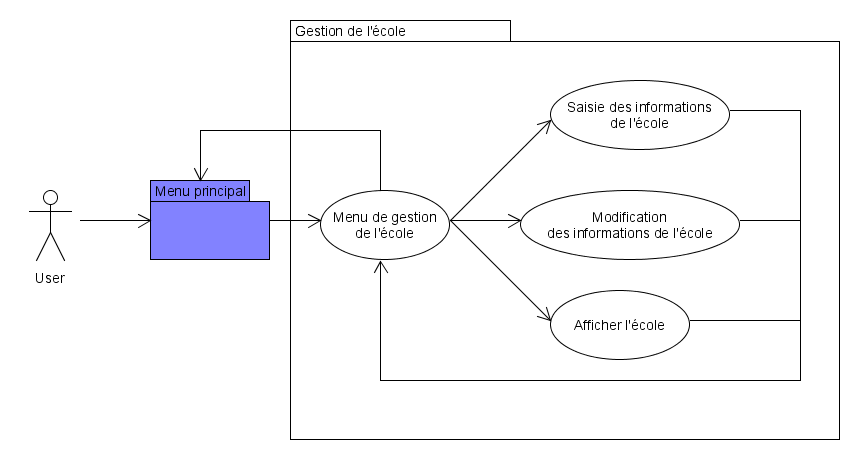 Gestion de l'école
Saisie des informations
de l'école
Menu principal
Menu de gestion
de l'école
Modification
des informations de l'école
User
Afficher l'école